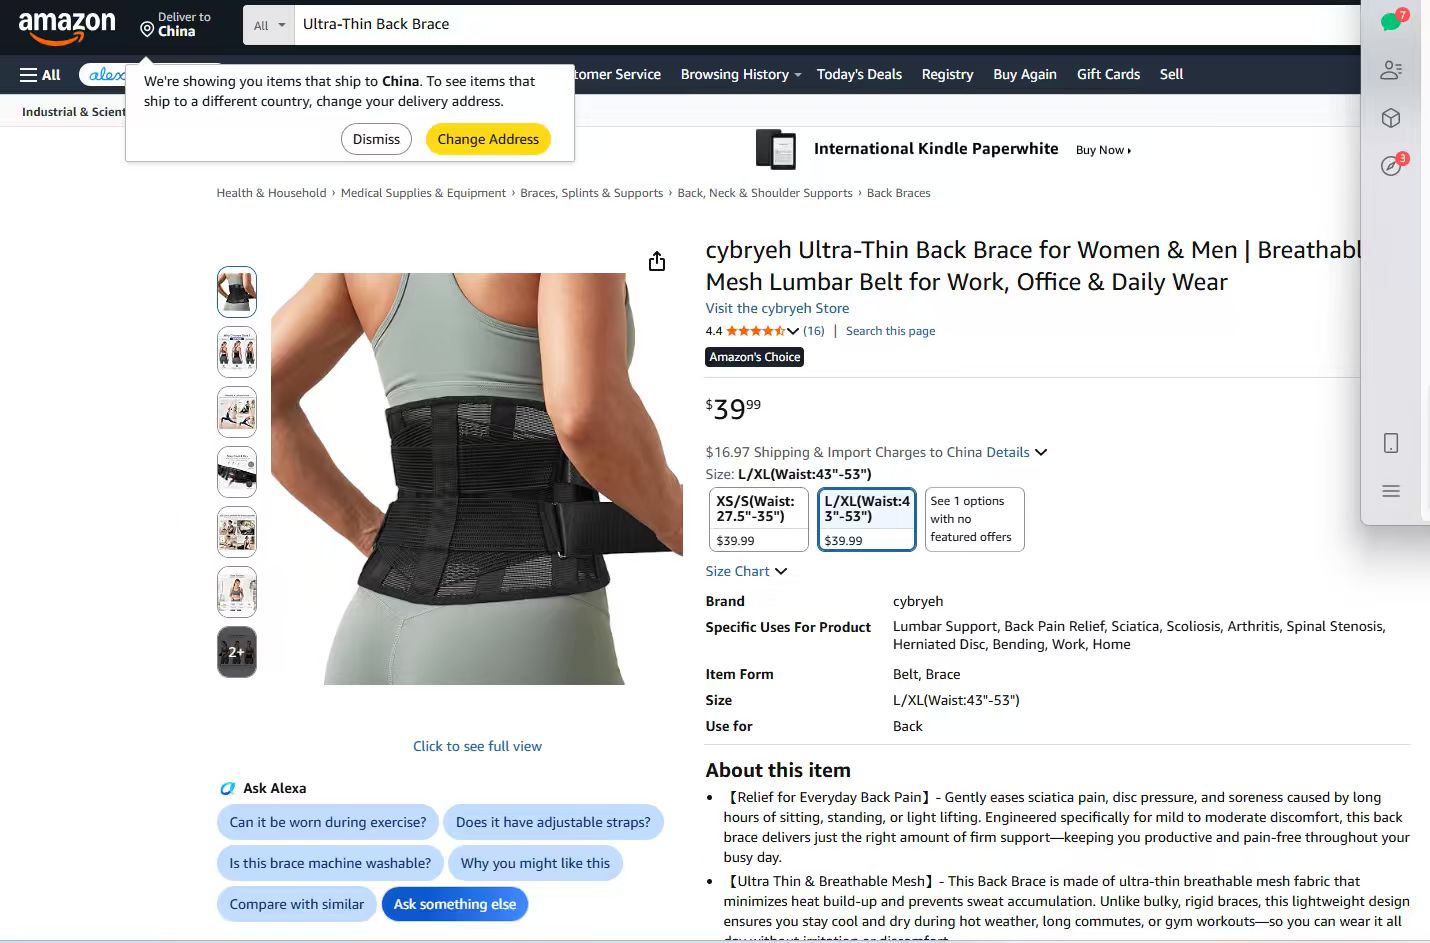 amazon
Deliver to
China
All
Ultra-Thin Back Brace
7
All
alex
We're showing you items that ship to China. To see items that
ship to a different country, change your delivery address.
Dismiss
Change Address
tomer Service
Browsing History
Today's Deals
Registry
Buy Again
Gift Cards
Sell
Industrial & Scient
3
International Kindle Paperwhite
Buy Now
Health & Household › Medical Supplies & Equipment › Braces, Splints & Supports › Back, Neck & Shoulder Supports › Back Braces
cybryeh Ultra-Thin Back Brace for Women & Men | Breathabl
Mesh Lumbar Belt for Work, Office & Daily Wear
Visit the cybryeh Store
4.4 (16) | Search this page
Amazon's Choice
$39.99
$16.97 Shipping & Import Charges to China Details
Size: L/XL(Waist:43"-53")
XS/S(Waist:
27.5"-35")
$39.99
L/XL(Waist:4
3"-53")
$39.99
See 1 options
with no
featured offers
Size Chart
Brand cybryeh
Specific Uses For Product Lumbar Support, Back Pain Relief, Sciatica, Scoliosis, Arthritis, Spinal Stenosis,
Herniated Disc, Bending, Work, Home
Item Form Belt, Brace
Size L/XL(Waist:43"-53")
Use for Back
2+
Click to see full view
Ask Alexa
Can it be worn during exercise?
Does it have adjustable straps?
Is this brace machine washable?
Why you might like this
Compare with similar
Ask something else
About this item
• 【Relief for Everyday Back Pain】- Gently eases sciatica pain, disc pressure, and soreness caused by long
hours of sitting, standing, or light lifting. Engineered specifically for mild to moderate discomfort, this back
brace delivers just the right amount of firm support—keeping you productive and pain-free throughout your
busy day.
• 【Ultra Thin & Breathable Mesh】- This Back Brace is made of ultra-thin breathable mesh fabric that
minimizes heat build-up and prevents sweat accumulation. Unlike bulky, rigid braces, this lightweight design
ensures you stay cool and dry during hot weather, long commutes, or gym workouts—so you can wear it all
day without irritation or discomfort.